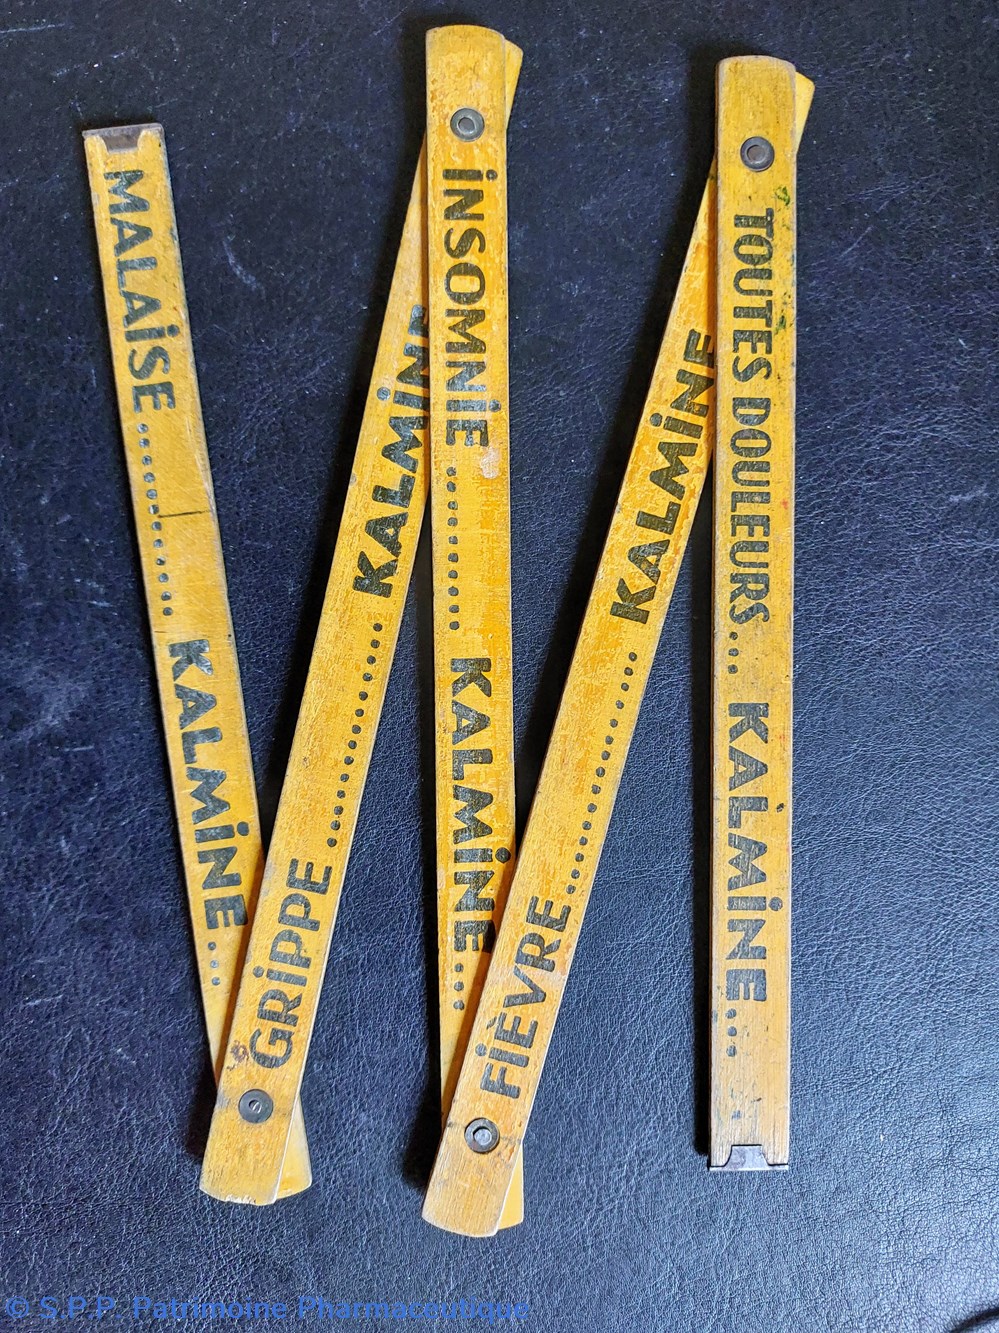 MALAiSE.............. KALMiNE....
GRiPPE............. KALMiNE
iNSOMNiE .......... KALMiNE....
FiÈVRE............... KALMiNE
TOUTES DOULEURS.... KALMiNE....
© S.P.P. Patrimoine Pharmaceutique